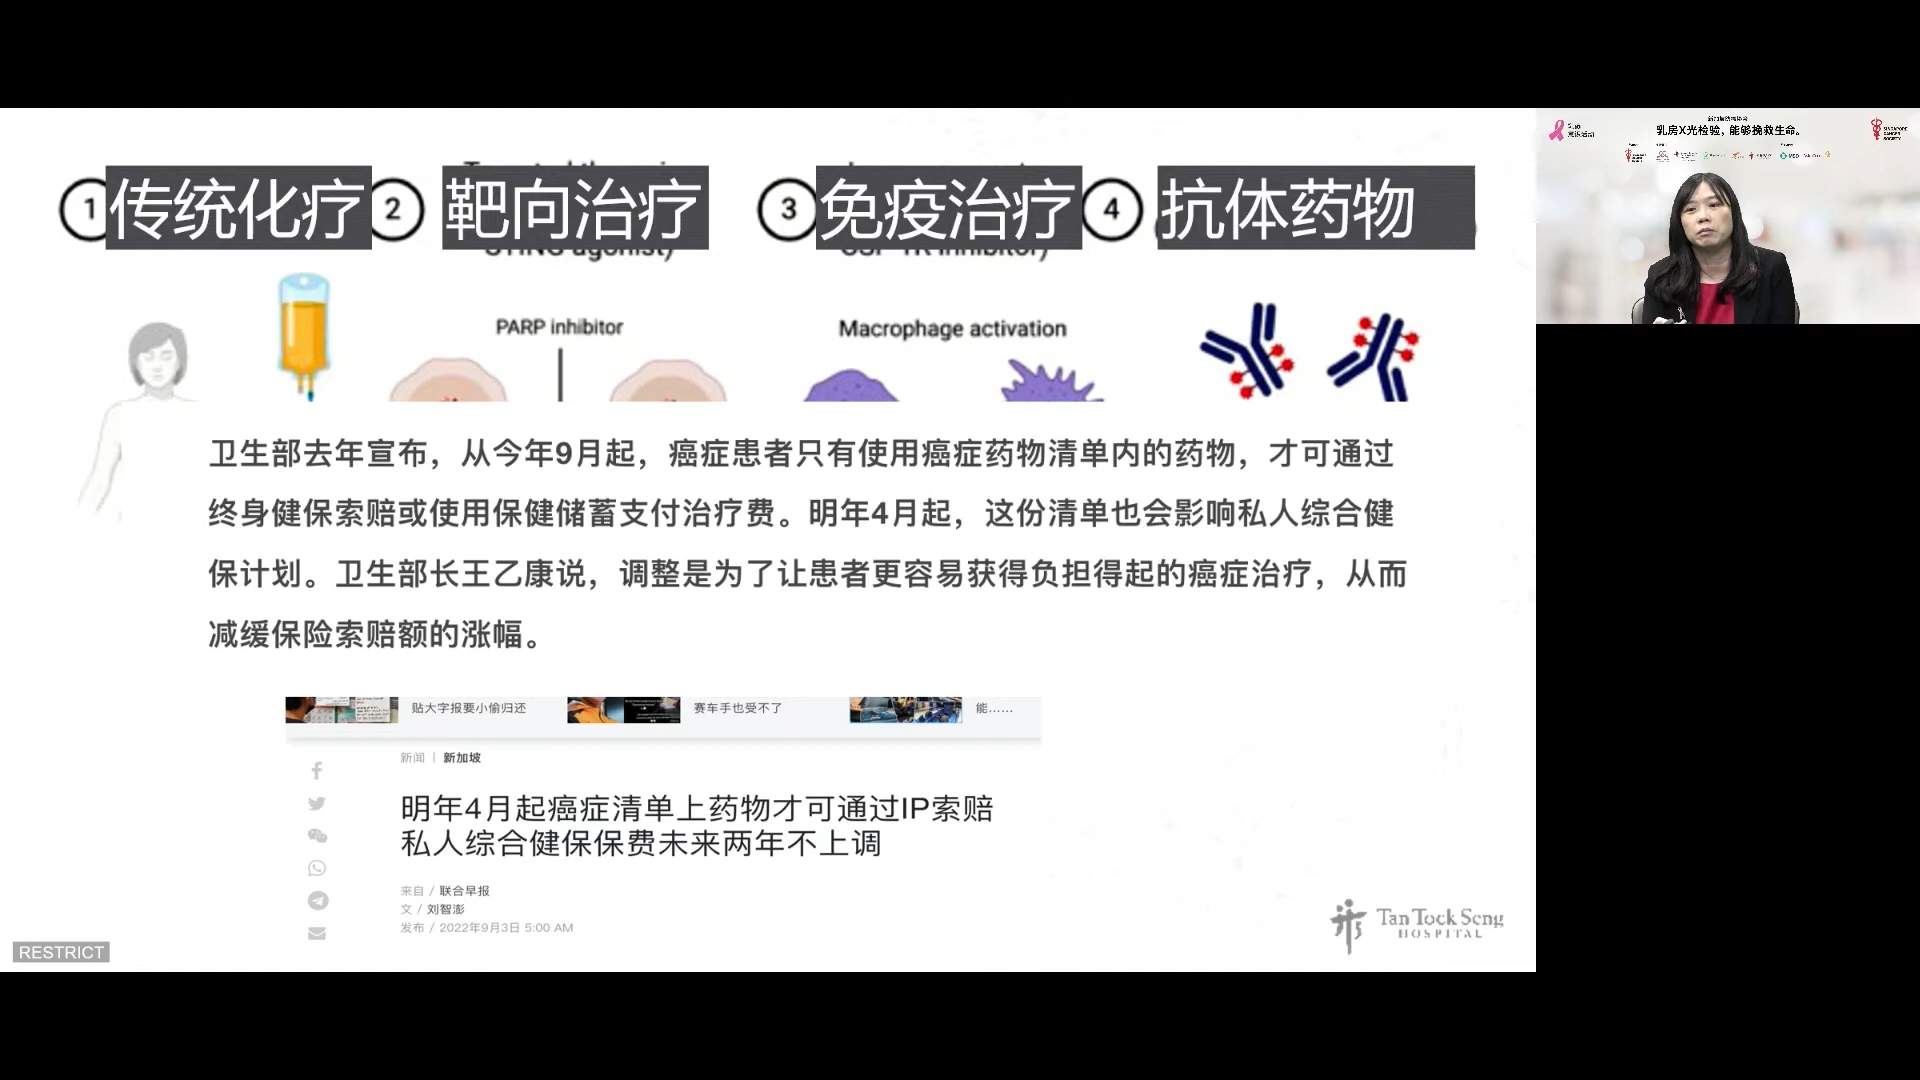 1 传统化疗 2 靶向治疗 3 免疫治疗 4 抗体药物
PARP inhibitor
Macrophage activation
卫生部去年宣布，从今年9月起，癌症患者只有使用癌症药物清单内的药物，才可通过
终身健保索赔或使用保健储蓄支付治疗费。明年4月起，这份清单也会影响私人综合健
保计划。卫生部长王乙康说，调整是为了让患者更容易获得负担得起的癌症治疗，从而
减缓保险索赔额的涨幅。
贴大字报要小偷归还
赛车手也受不了
能……
新闻 | 新加坡
明年4月起癌症清单上药物才可通过IP索赔
私人综合健保保费未来两年不上调
来自 / 联合早报
文 / 刘智澎
发布 / 2022年9月3日 5:00 AM
Tan Tock Seng
HOSPITAL
RESTRICT
乳房X光检验，能够挽救生命。
SINGAPORE
CANCER
SOCIETY
MSD